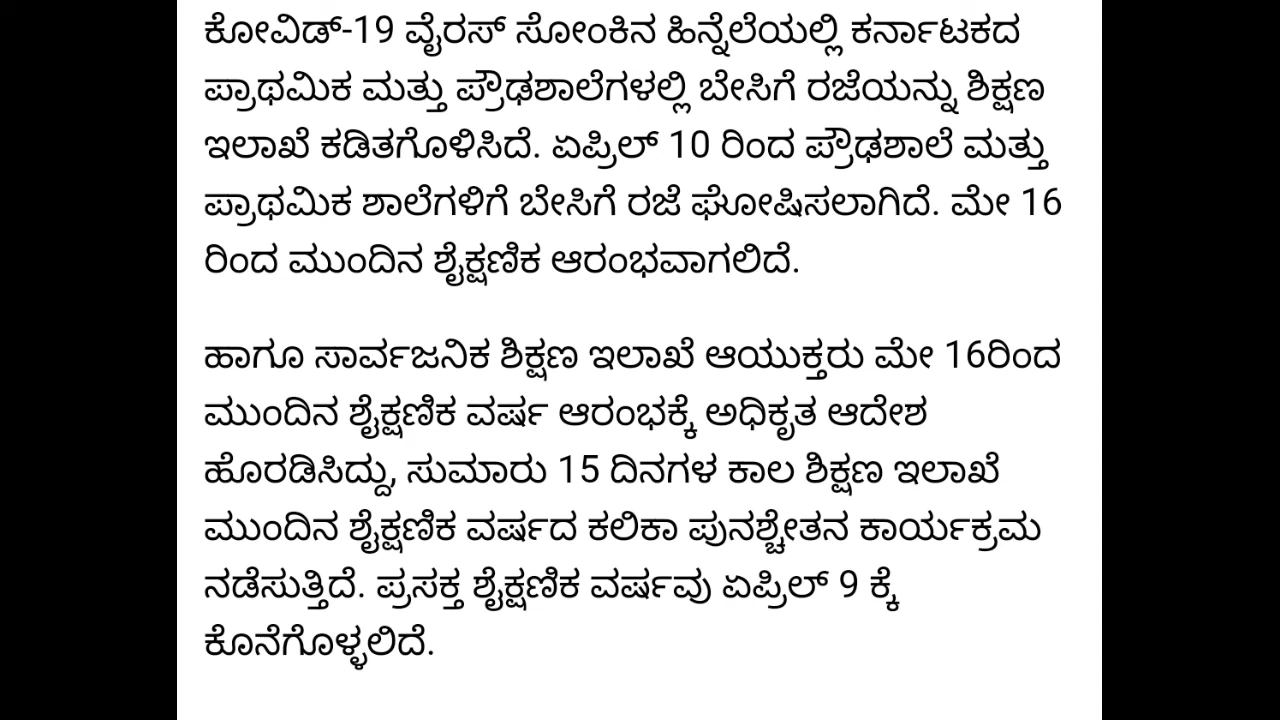 ಕೋವಿಡ್-19 ವೈರಸ್ ಸೋಂಕಿನ ಹಿನ್ನೆಲೆಯಲ್ಲಿ ಕರ್ನಾಟಕದ
ಪ್ರಾಥಮಿಕ ಮತ್ತು ಪ್ರೌಢಶಾಲೆಗಳಲ್ಲಿ ಬೇಸಿಗೆ ರಜೆಯನ್ನು ಶಿಕ್ಷಣ
ಇಲಾಖೆ ಕಡಿತಗೊಳಿಸಿದೆ. ಏಪ್ರಿಲ್ 10 ರಿಂದ ಪ್ರೌಢಶಾಲೆ ಮತ್ತು
ಪ್ರಾಥಮಿಕ ಶಾಲೆಗಳಿಗೆ ಬೇಸಿಗೆ ರಜೆ ಘೋಷಿಸಲಾಗಿದೆ. ಮೇ 16
ರಿಂದ ಮುಂದಿನ ಶೈಕ್ಷಣಿಕ ಆರಂಭವಾಗಲಿದೆ.
ಹಾಗೂ ಸಾರ್ವಜನಿಕ ಶಿಕ್ಷಣ ಇಲಾಖೆ ಆಯುಕ್ತರು ಮೇ 16ರಿಂದ
ಮುಂದಿನ ಶೈಕ್ಷಣಿಕ ವರ್ಷ ಆರಂಭಕ್ಕೆ ಅಧಿಕೃತ ಆದೇಶ
ಹೊರಡಿಸಿದ್ದು, ಸುಮಾರು 15 ದಿನಗಳ ಕಾಲ ಶಿಕ್ಷಣ ಇಲಾಖೆ
ಮುಂದಿನ ಶೈಕ್ಷಣಿಕ ವರ್ಷದ ಕಲಿಕಾ ಪುನಶ್ಚೇತನ ಕಾರ್ಯಕ್ರಮ
ನಡೆಸುತ್ತಿದೆ. ಪ್ರಸಕ್ತ ಶೈಕ್ಷಣಿಕ ವರ್ಷವು ಏಪ್ರಿಲ್ 9 ಕ್ಕೆ
ಕೊನೆಗೊಳ್ಳಲಿದೆ.